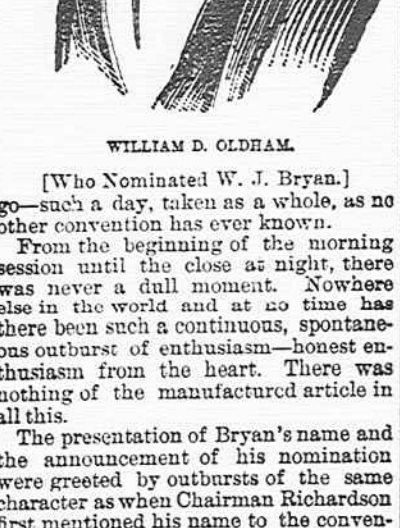 WILLIAM D. OLDHAM.
[Who Nominated W. J. Bryan.]
go—such a day, taken as a whole, as no
other convention has ever known.
From the beginning of the morning
session until the close at night, there
was never a dull moment. Nowhere
else in the world and at no time has
there been such a continuous, spontane-
ous outburst of enthusiasm—honest en-
thusiasm from the heart. There was
nothing of the manufactured article in
all this.
The presentation of Bryan's name and
the announcement of his nomination
were greeted by outbursts of the same
character as when Chairman Richardson
first mentioned his name to the conven-